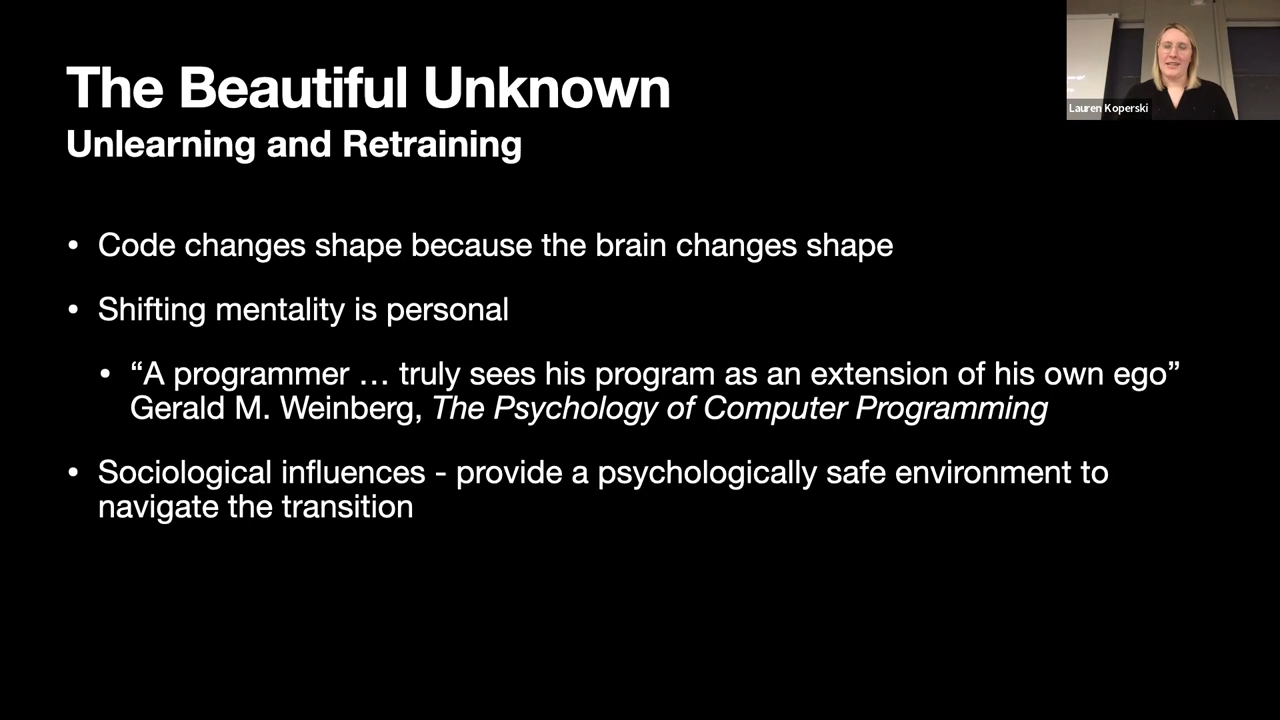 The Beautiful Unknown
Unlearning and Retraining
Lauren Koperski
• Code changes shape because the brain changes shape
• Shifting mentality is personal
• “A programmer … truly sees his program as an extension of his own ego”
Gerald M. Weinberg, The Psychology of Computer Programming
• Sociological influences - provide a psychologically safe environment to
navigate the transition